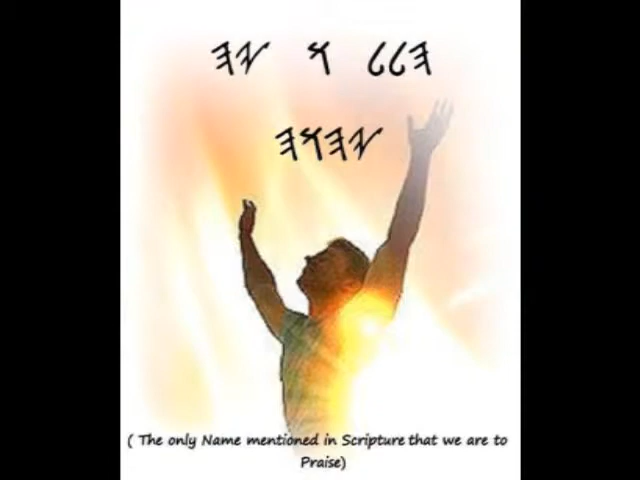 𐤄𐤋𐤋 𐤅 𐤉𐤄
𐤉𐤄𐤅𐤄
( The only Name mentioned in Scripture that we are to
Praise)